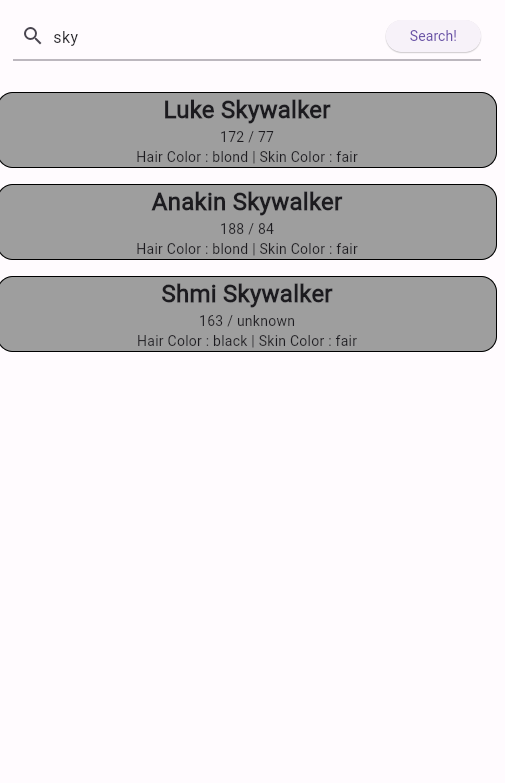 sky
Search!
Luke Skywalker
172 / 77
Hair Color : blond | Skin Color : fair
Anakin Skywalker
188 / 84
Hair Color : blond | Skin Color : fair
Shmi Skywalker
163 / unknown
Hair Color : black | Skin Color : fair